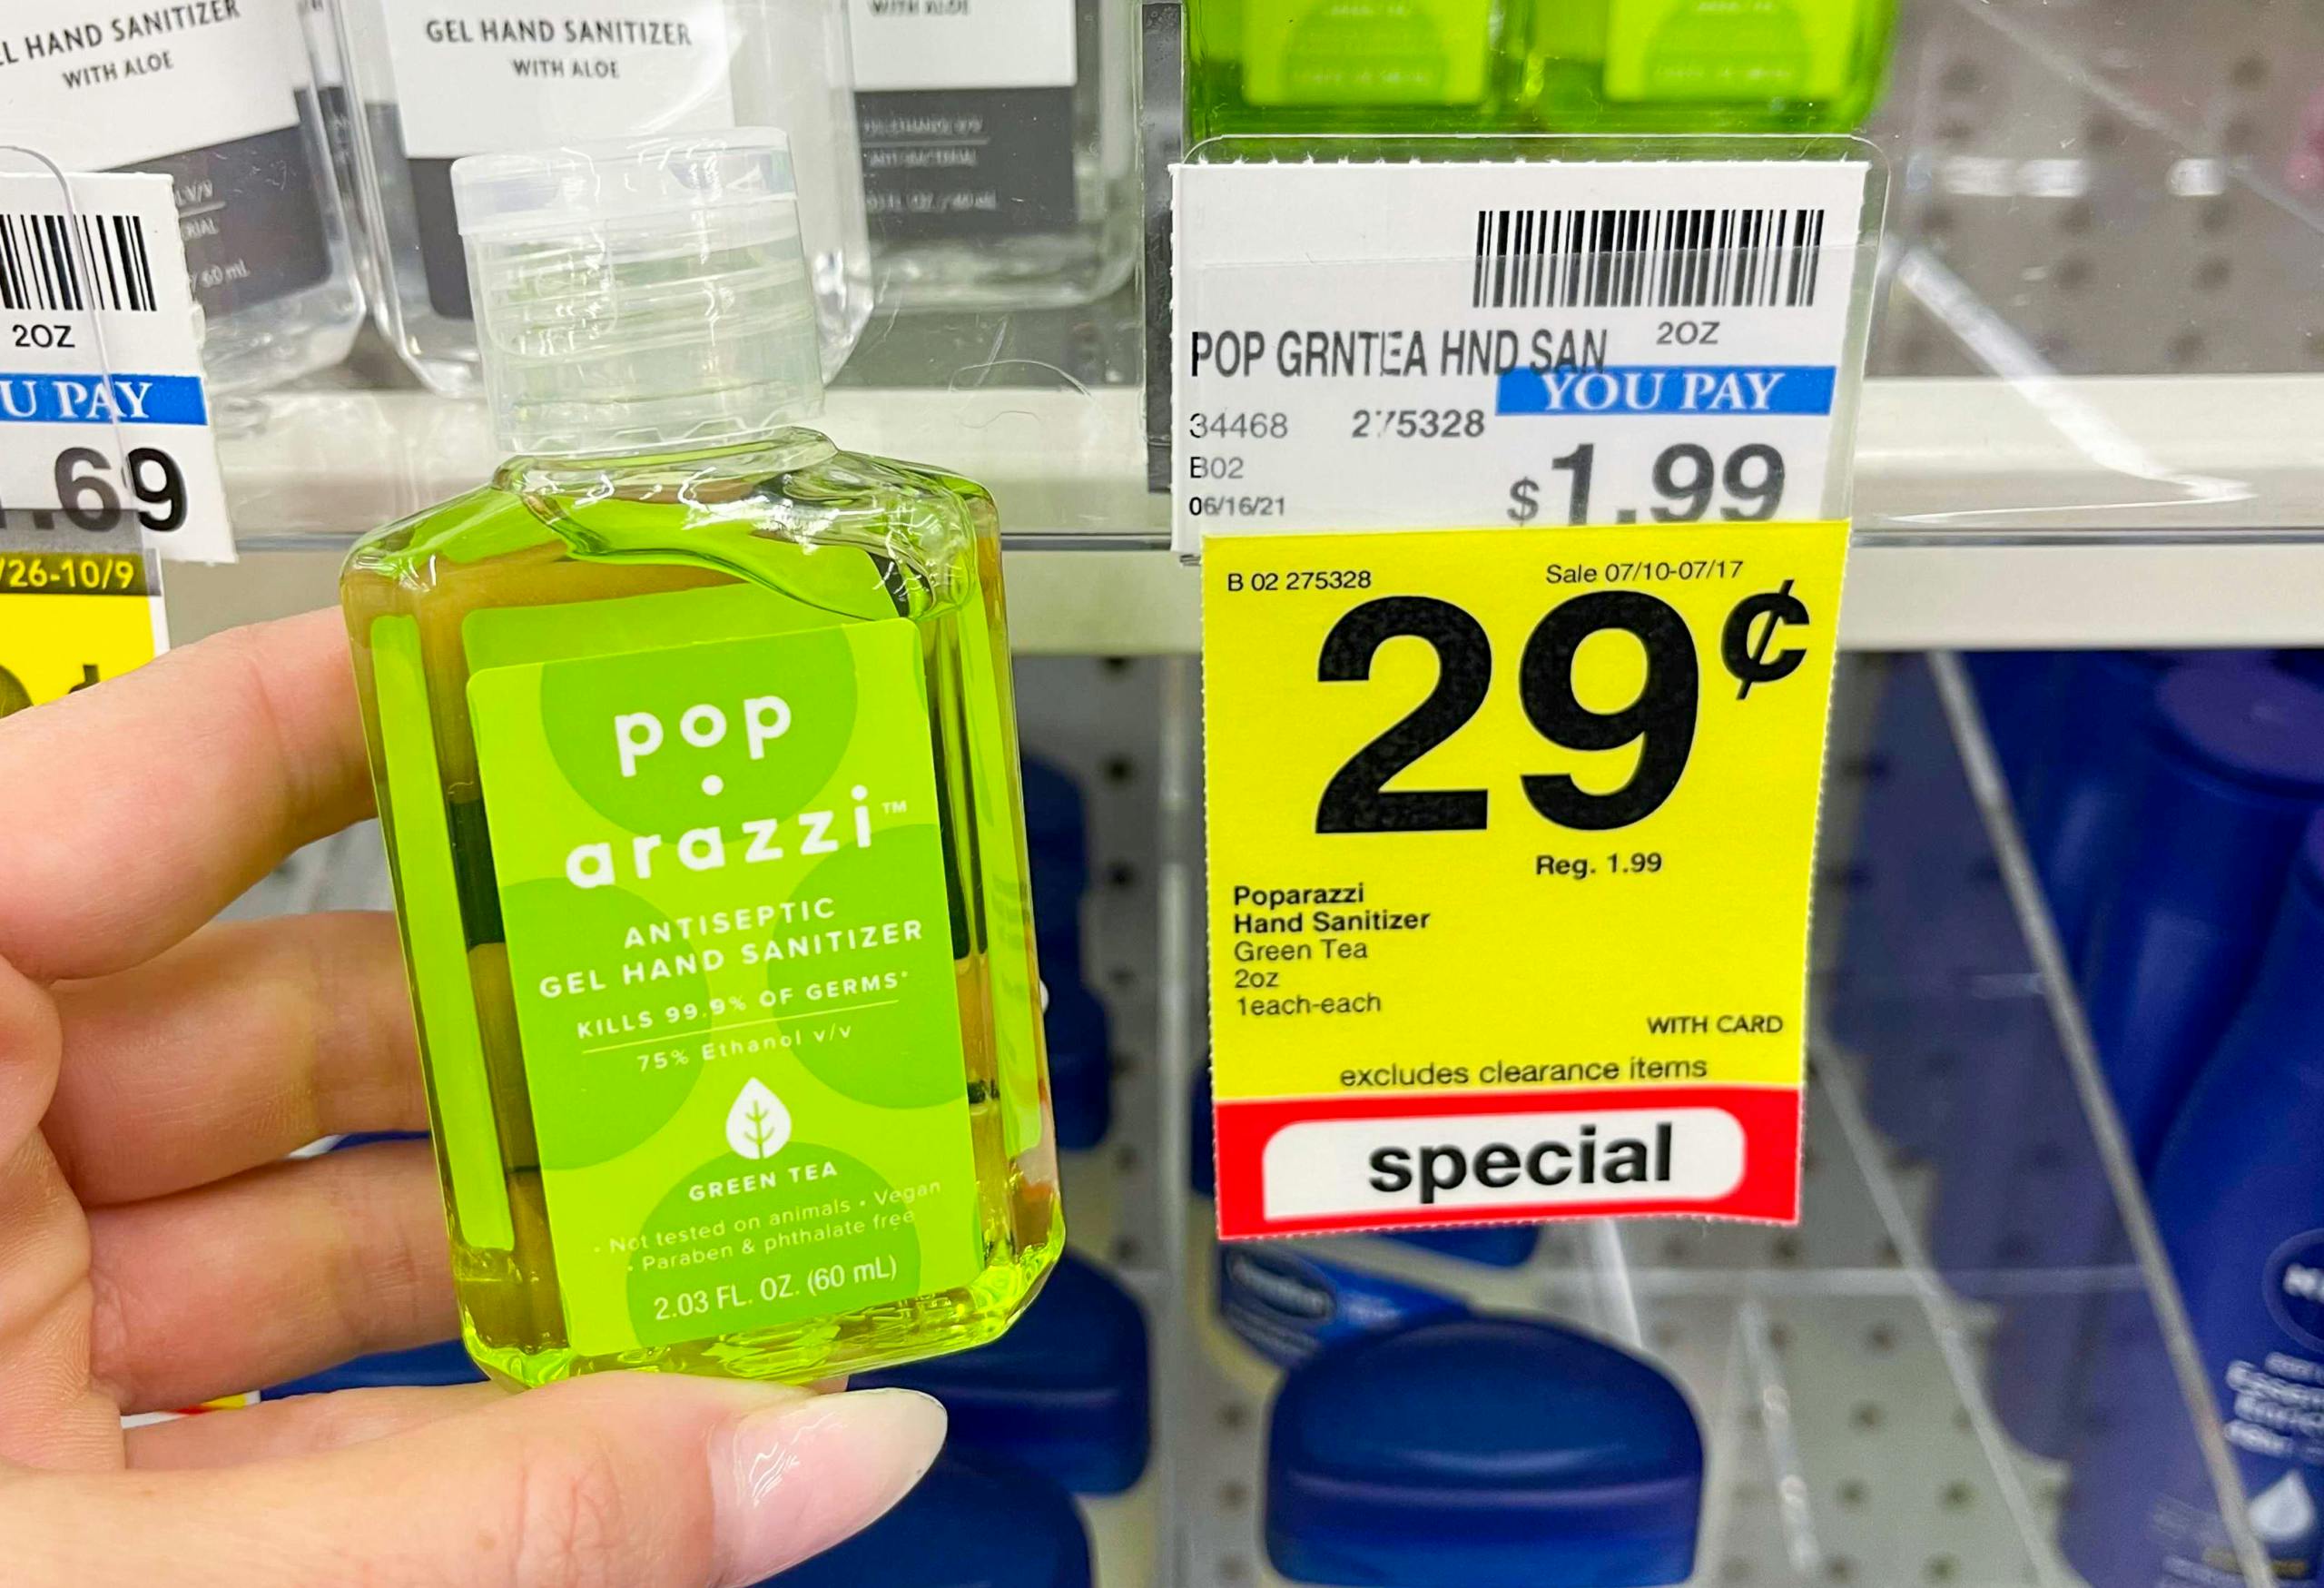 L HAND SANITIZER
WITH ALOE
GEL HAND SANITIZER
WITH ALOE
WITH ALOE
2OZ
U PAY
.69
/26-10/9
pop
•
arazzi™
ANTISEPTIC
GEL HAND SANITIZER
KILLS 99.9% OF GERMS*
75% Ethanol v/v
GREEN TEA
• Not tested on animals • Vegan
• Paraben & phthalate free
2.03 FL. OZ. (60 mL)
POP GRNTEA HND SAN 2OZ
YOU PAY
34468 275328
B02
06/16/21
$1.99
B 02 275328 Sale 07/10-07/17
29¢
Reg. 1.99
Poparazzi
Hand Sanitizer
Green Tea
2oz
1each-each
WITH CARD
excludes clearance items
special